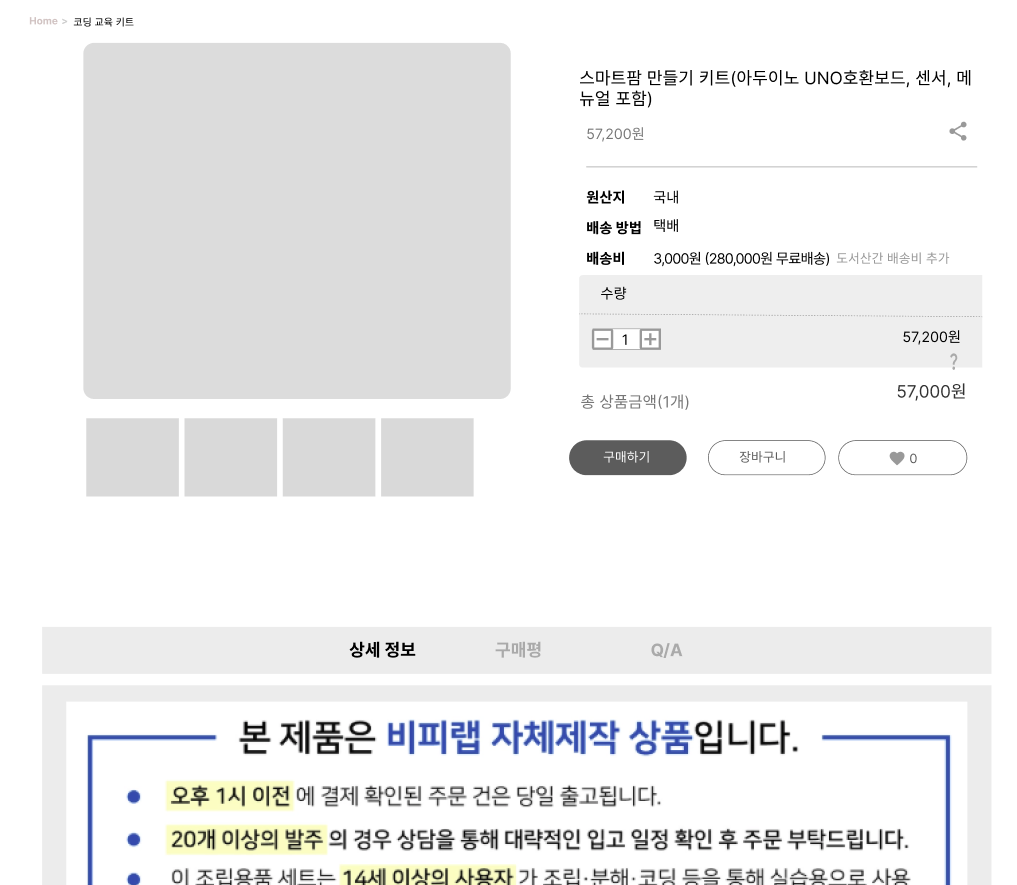 Home > 코딩 교육 키트
스마트팜 만들기 키트(아두이노 UNO호환보드, 센서, 메
뉴얼 포함)
57,200원
원산지 국내
배송 방법 택배
배송비 3,000원 (280,000원 무료배송) 도서산간 배송비 추가
수량
1 57,200원
?
총 상품금액(1개) 57,000원
구매하기 장바구니 0
상세 정보 구매평 Q/A
본 제품은 비피랩 자체제작 상품입니다.
오후 1시 이전 에 결제 확인된 주문 건은 당일 출고됩니다.
20개 이상의 발주 의 경우 상담을 통해 대략적인 입고 일정 확인 후 주문 부탁드립니다.
이 조립용품 세트는 14세 이상의 사용자 가 조립·분해·코딩 등을 통해 실습용으로 사용